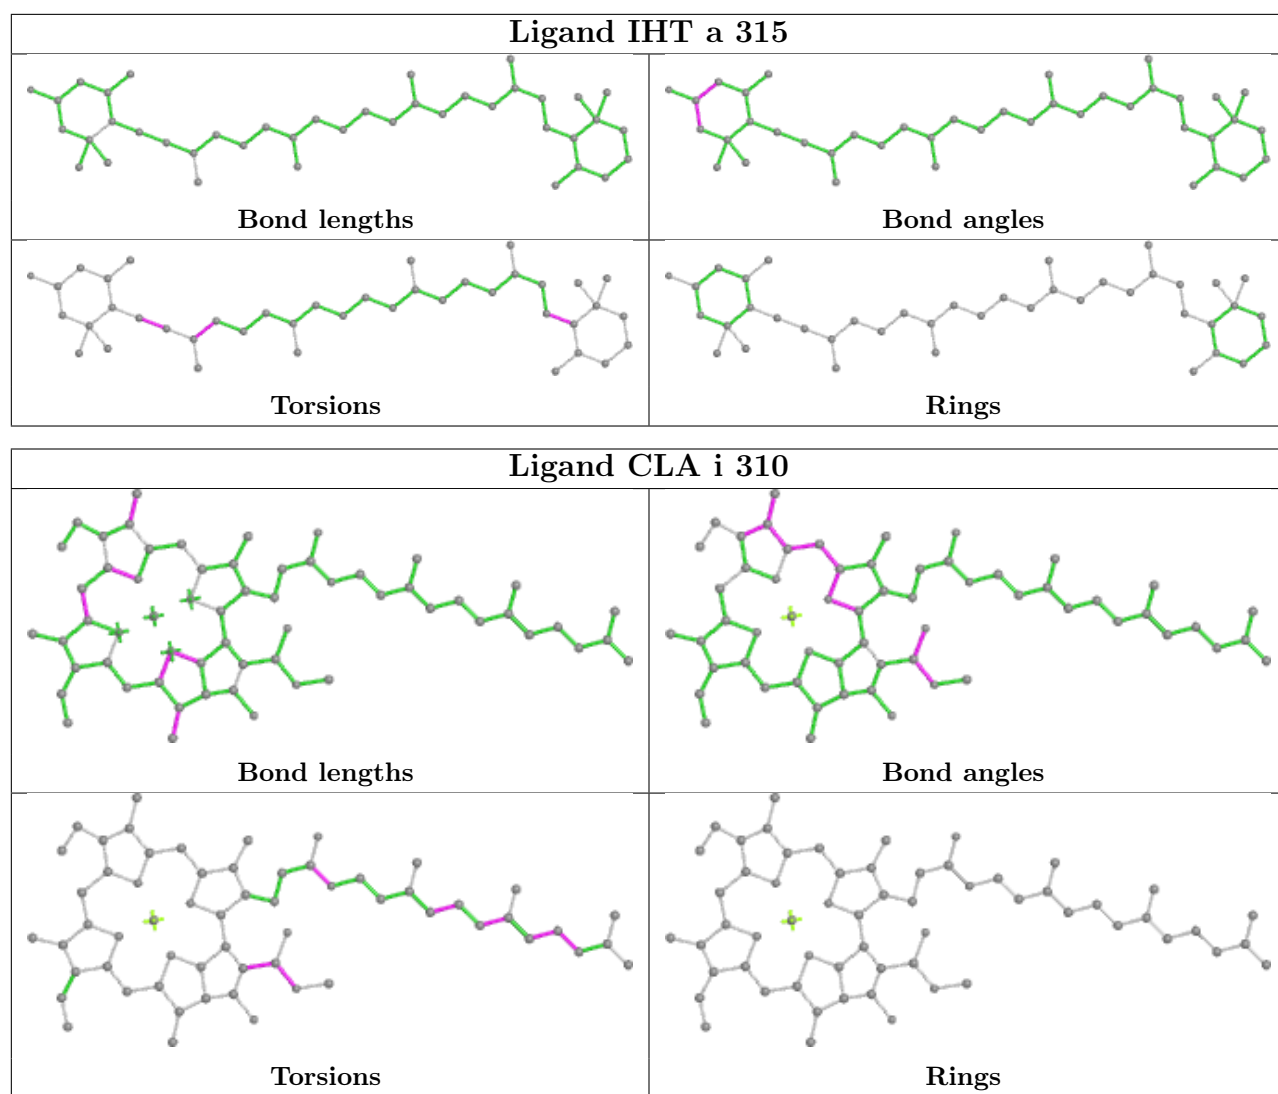 Ligand IHT a 315
Bond lengths
Bond angles
Torsions
Rings
Ligand CLA i 310
Bond lengths
Bond angles
Torsions
Rings